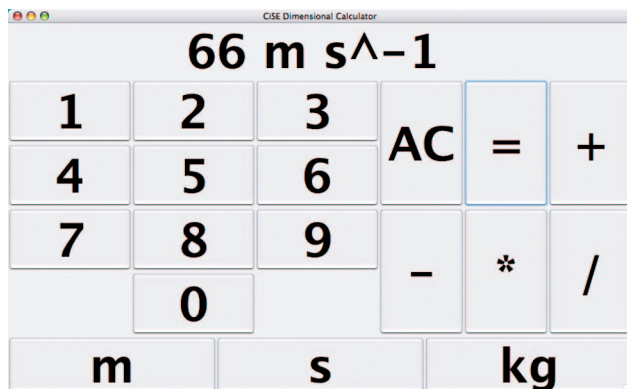 CiSE Dimensional Calculator
66 m s^-1
1 2 3 AC = +
4 5 6
7 8 9 - * /
0
m s kg